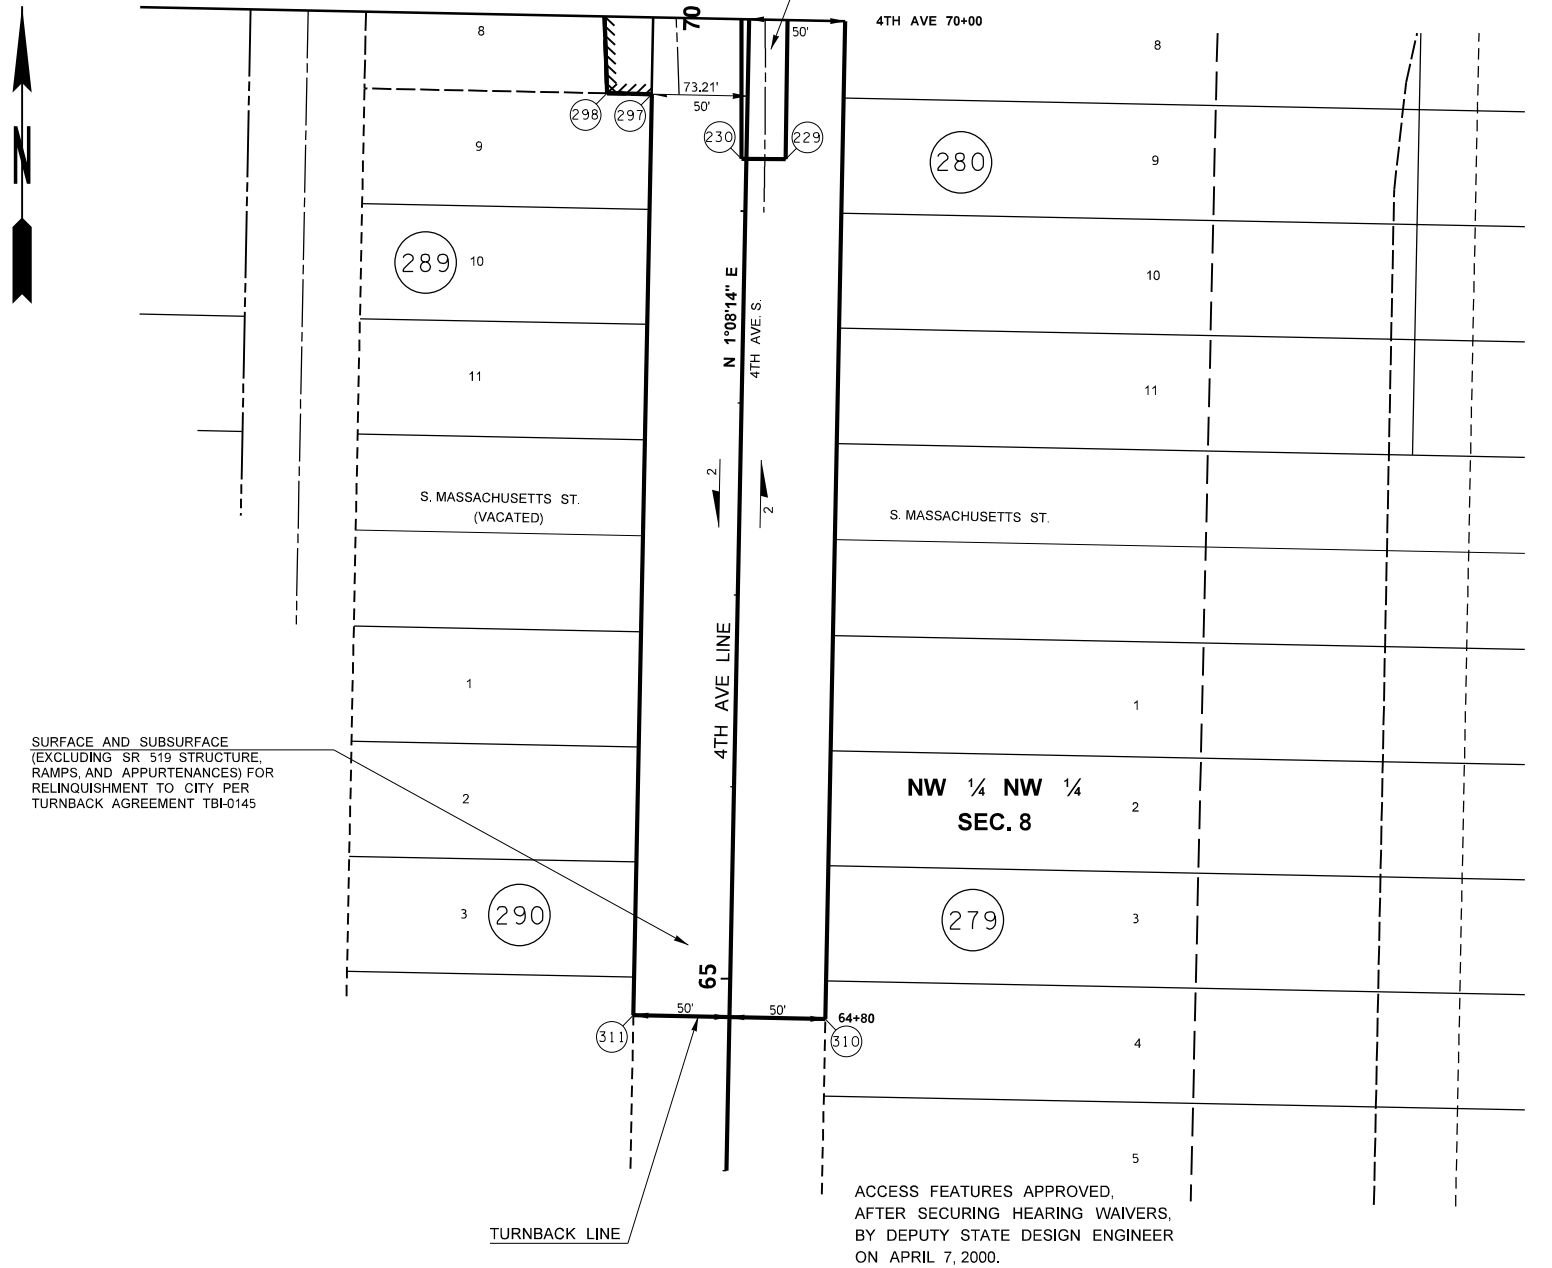 70
4TH AVE 70+00
50'
8
8
73.21'
50'
298
297
230
229
N
9
280
9
289
10
N 1°08'14" E
4TH AVE. S.
10
11
11
2
2
S. MASSACHUSETTS ST.
(VACATED)
S. MASSACHUSETTS ST.
4TH AVE LINE
1
1
SURFACE AND SUBSURFACE
(EXCLUDING SR 519 STRUCTURE,
RAMPS, AND APPURTENANCES) FOR
RELINQUISHMENT TO CITY PER
TURNBACK AGREEMENT TBI-0145
2
NW ¼ NW ¼
SEC. 8
2
3
290
279
3
65
50'
50'
64+80
311
310
4
5
TURNBACK LINE
ACCESS FEATURES APPROVED,
AFTER SECURING HEARING WAIVERS,
BY DEPUTY STATE DESIGN ENGINEER
ON APRIL 7, 2000.